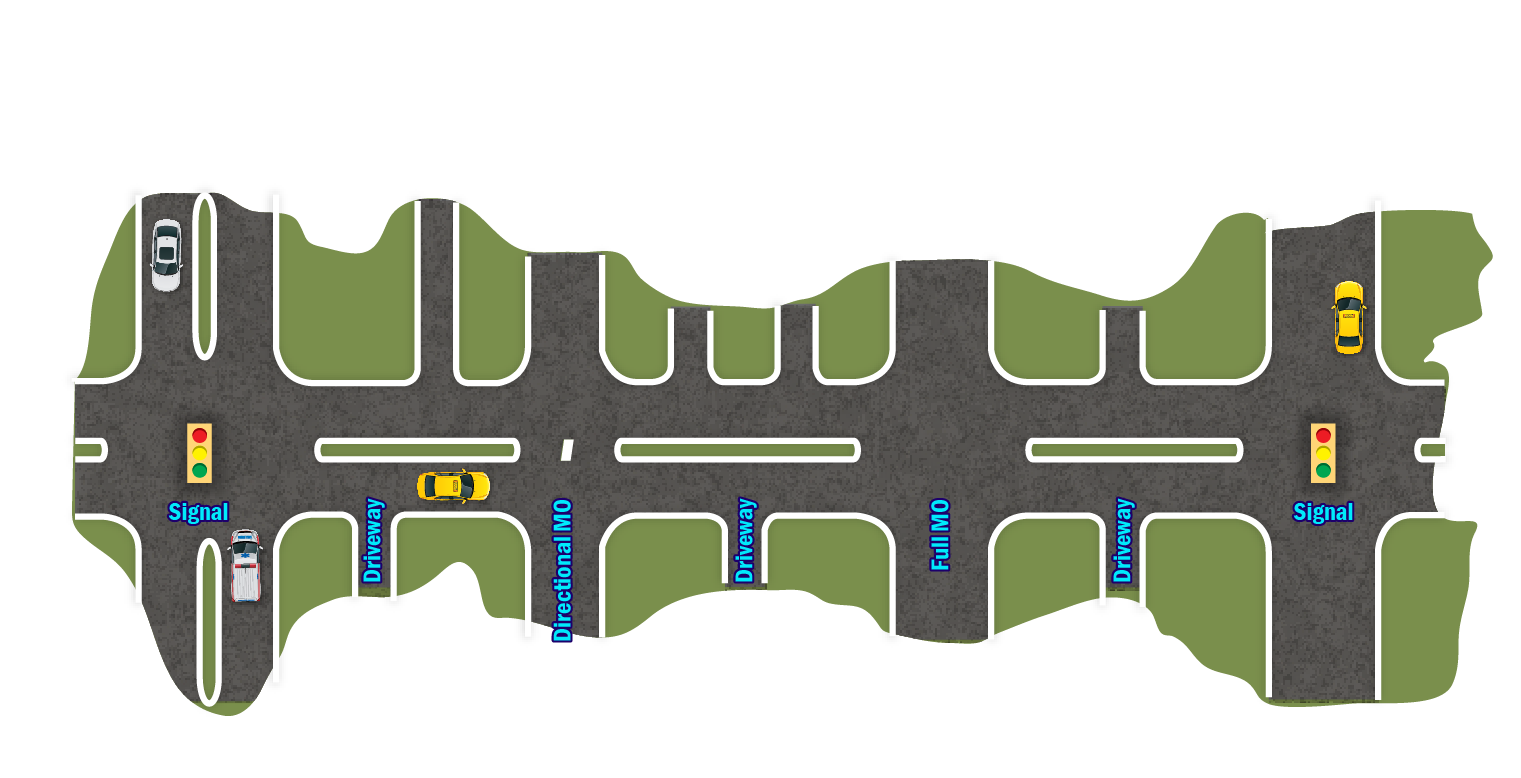 Signal
Driveway
Directional MO
Driveway
Full MO
Driveway
Signal